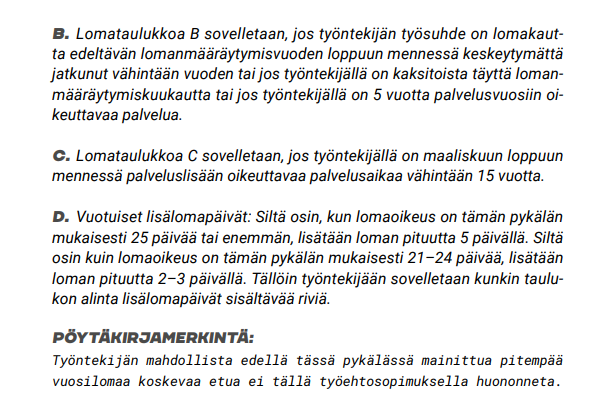 B. Lomataulukkoa B sovelletaan, jos työntekijän työsuhde on lomakaut-
ta edeltävän lomanmääräytymisvuoden loppuun mennessä keskeytymättä
jatkunut vähintään vuoden tai jos työntekijällä on kaksitoista täyttä loman-
määräytymiskuukautta tai jos työntekijällä on 5 vuotta palvelusvuosiin oi-
keuttavaa palvelua.
C. Lomataulukkoa C sovelletaan, jos työntekijällä on maaliskuun loppuun
mennessä palveluslisään oikeuttavaa palvelusaikaa vähintään 15 vuotta.
D. Vuotuiset lisälomapäivät: Siltä osin, kun lomaoikeus on tämän pykälän
mukaisesti 25 päivää tai enemmän, lisätään loman pituutta 5 päivällä. Siltä
osin kuin lomaoikeus on tämän pykälän mukaisesti 21–24 päivää, lisätään
loman pituutta 2–3 päivällä. Tällöin työntekijään sovelletaan kunkin taulu-
kon alinta lisälomapäivät sisältävää riviä.
PÖYTÄKIRJAMERKINTÄ:
Työntekijän mahdollista edellä tässä pykälässä mainittua pitempää
vuosilomaa koskevaa etua ei tällä työehtosopimuksella huononneta.